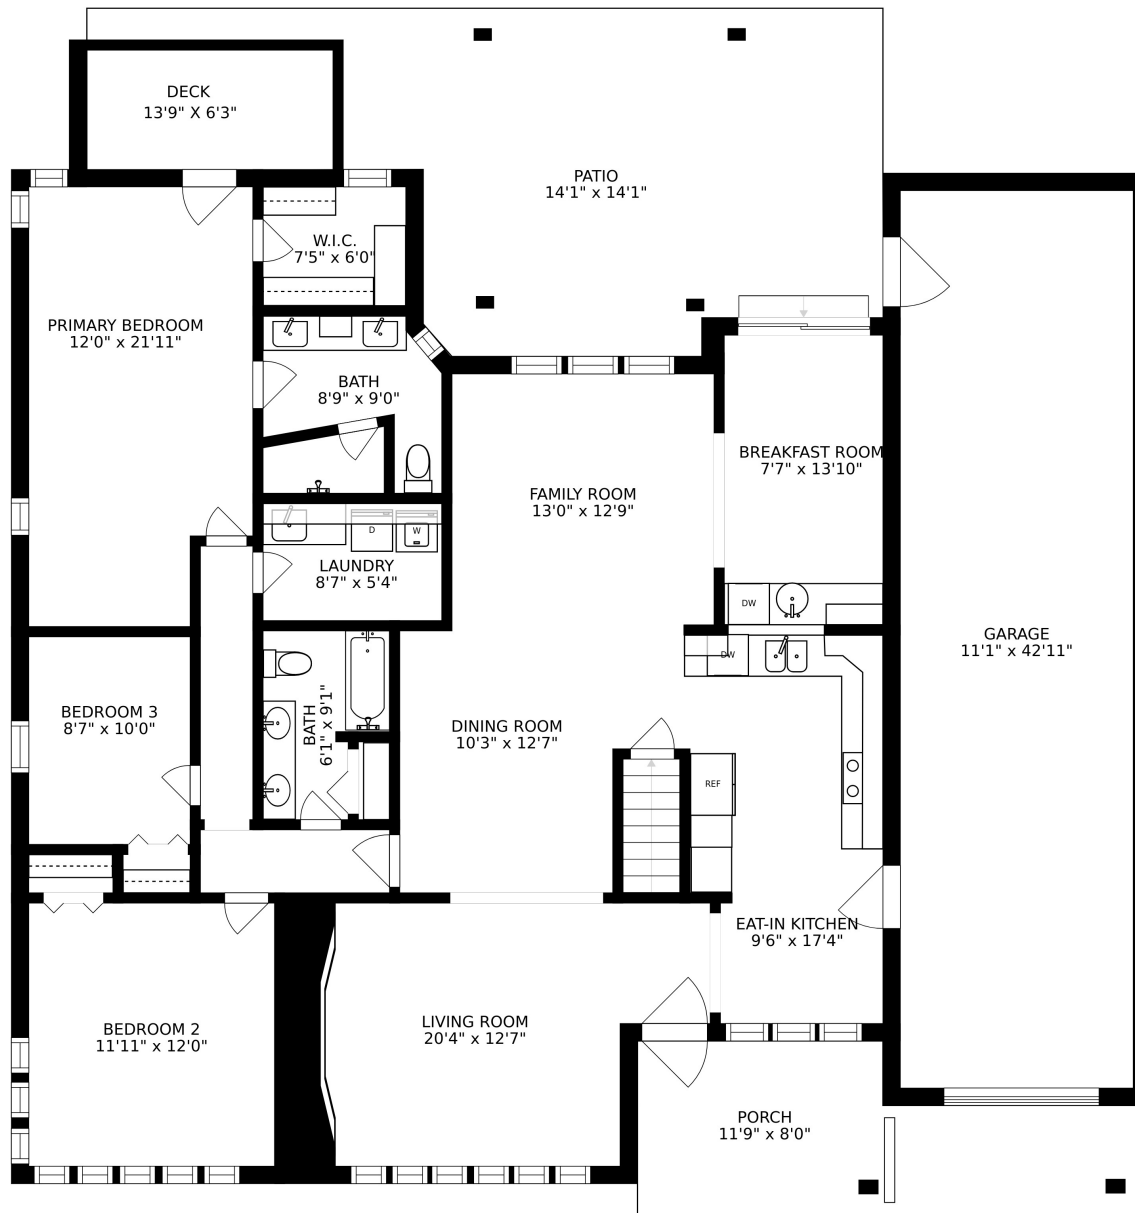 DECK
13'9" X 6'3"
PATIO
14'1" x 14'1"
W.I.C.
7'5" x 6'0"
PRIMARY BEDROOM
12'0" x 21'11"
BATH
8'9" x 9'0"
BREAKFAST ROOM
7'7" x 13'10"
FAMILY ROOM
13'0" x 12'9"
D
W
LAUNDRY
8'7" x 5'4"
DW
GARAGE
11'1" x 42'11"
DW
BEDROOM 3
8'7" x 10'0"
BATH
6'1" x 9'1"
DINING ROOM
10'3" x 12'7"
REF
EAT-IN KITCHEN
9'6" x 17'4"
BEDROOM 2
11'11" x 12'0"
LIVING ROOM
20'4" x 12'7"
PORCH
11'9" x 8'0"